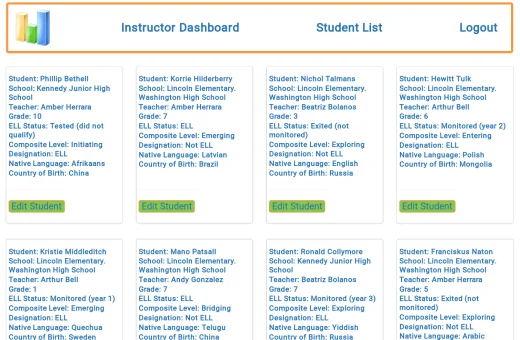 Instructor Dashboard
Student List
Logout
Student: Phillip Bethell
School: Kennedy Junior High
School
Teacher: Amber Herrara
Grade: 10
ELL Status: Tested (did not
qualify)
Composite Level: Initiating
Designation: ELL
Native Language: Afrikaans
Country of Birth: China
Edit Student
Student: Korrie Hilderberry
School: Lincoln Elementary.
Washington High School
Teacher: Amber Herrara
Grade: 7
ELL Status: ELL
Composite Level: Emerging
Designation: Not ELL
Native Language: Latvian
Country of Birth: Brazil
Edit Student
Student: Nichol Talmans
School: Lincoln Elementary.
Washington High School
Teacher: Beatriz Bolanos
Grade: 3
ELL Status: Exited (not
monitored)
Composite Level: Exploring
Designation: Not ELL
Native Language: English
Country of Birth: Russia
Edit Student
Student: Hewitt Tulk
School: Lincoln Elementary.
Washington High School
Teacher: Arthur Bell
Grade: 6
ELL Status: Monitored (year 2)
Composite Level: Entering
Designation: ELL
Native Language: Polish
Country of Birth: Mongolia
Edit Student
Student: Kristie Middleditch
School: Lincoln Elementary.
Washington High School
Teacher: Arthur Bell
Grade: 1
ELL Status: Monitored (year 1)
Composite Level: Emerging
Designation: ELL
Native Language: Quechua
Country of Birth: Sweden
Student: Mano Patsall
School: Lincoln Elementary.
Washington High School
Teacher: Andy Gonzalez
Grade: 7
ELL Status: ELL
Composite Level: Bridging
Designation: Not ELL
Native Language: Telugu
Country of Birth: China
Student: Ronald Collymore
School: Kennedy Junior High
School
Teacher: Beatriz Bolanos
Grade: 7
ELL Status: Monitored (year 3)
Composite Level: Exploring
Designation: ELL
Native Language: Yiddish
Country of Birth: Russia
Student: Franciskus Naton
School: Lincoln Elementary.
Washington High School
Teacher: Amber Herrara
Grade: 5
ELL Status: Exited (not
monitored)
Composite Level: Exploring
Designation: Not ELL
Native Language: Arabic